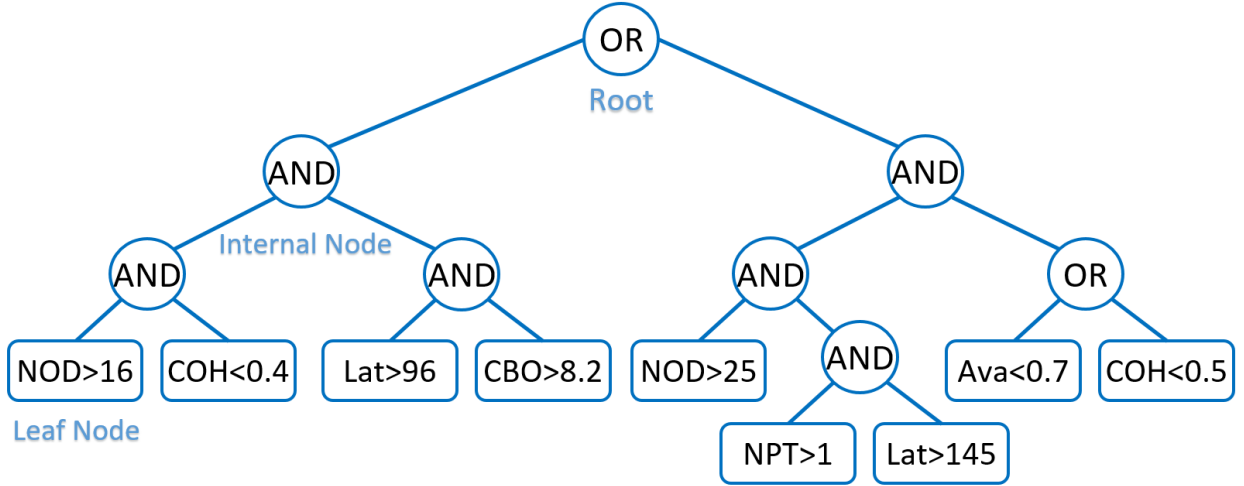 OR
Root
AND
AND
Internal Node
AND
AND
AND
OR
NOD>16
COH<0.4
Lat>96
CBO>8.2
NOD>25
AND
Ava<0.7
COH<0.5
Leaf Node
NPT>1
Lat>145